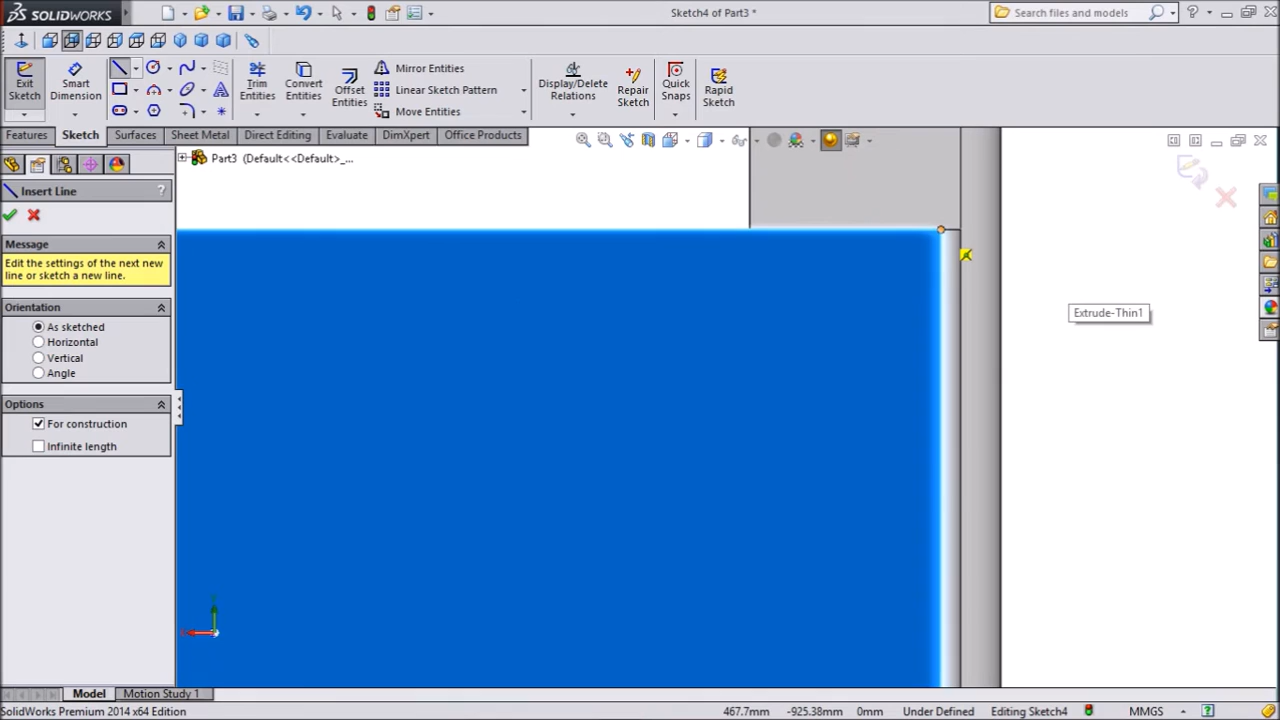 SOLIDWORKS
Sketch4 of Part3 *
Search files and models
Exit Sketch
Smart Dimension
Trim Entities
Convert Entities
Offset Entities
Mirror Entities
Linear Sketch Pattern
Move Entities
Display/Delete Relations
Repair Sketch
Quick Snaps
Rapid Sketch
Features
Sketch
Surfaces
Sheet Metal
Direct Editing
Evaluate
DimXpert
Office Products
Part3 (Default<<Default>_...
Insert Line
?
Message
Edit the settings of the next new
line or sketch a new line.
Orientation
As sketched
Horizontal
Vertical
Angle
Options
For construction
Infinite length
Extrude-Thin1
Model
Motion Study 1
SolidWorks Premium 2014 x64 Edition
467.7mm
-925.38mm
0mm
Under Defined
Editing Sketch4
MMGS